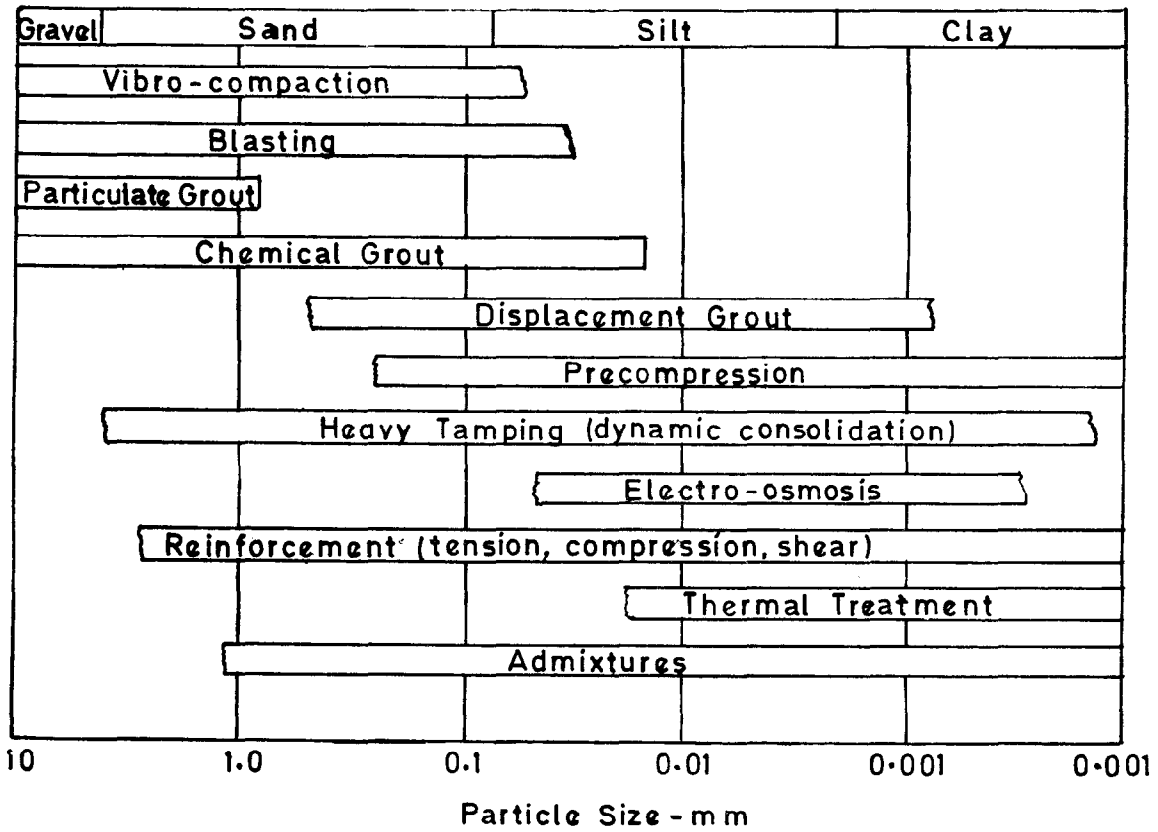 Gravel Sand Silt Clay
Vibro-compaction
Blasting
Particulate Grout
Chemical Grout
Displacement Grout
Precompression
Heavy Tamping (dynamic consolidation)
Electro-osmosis
Reinforcement (tension, compression, shear)
Thermal Treatment
Admixtures
10 1.0 0.1 0.01 0.001 0.001
Particle Size - mm